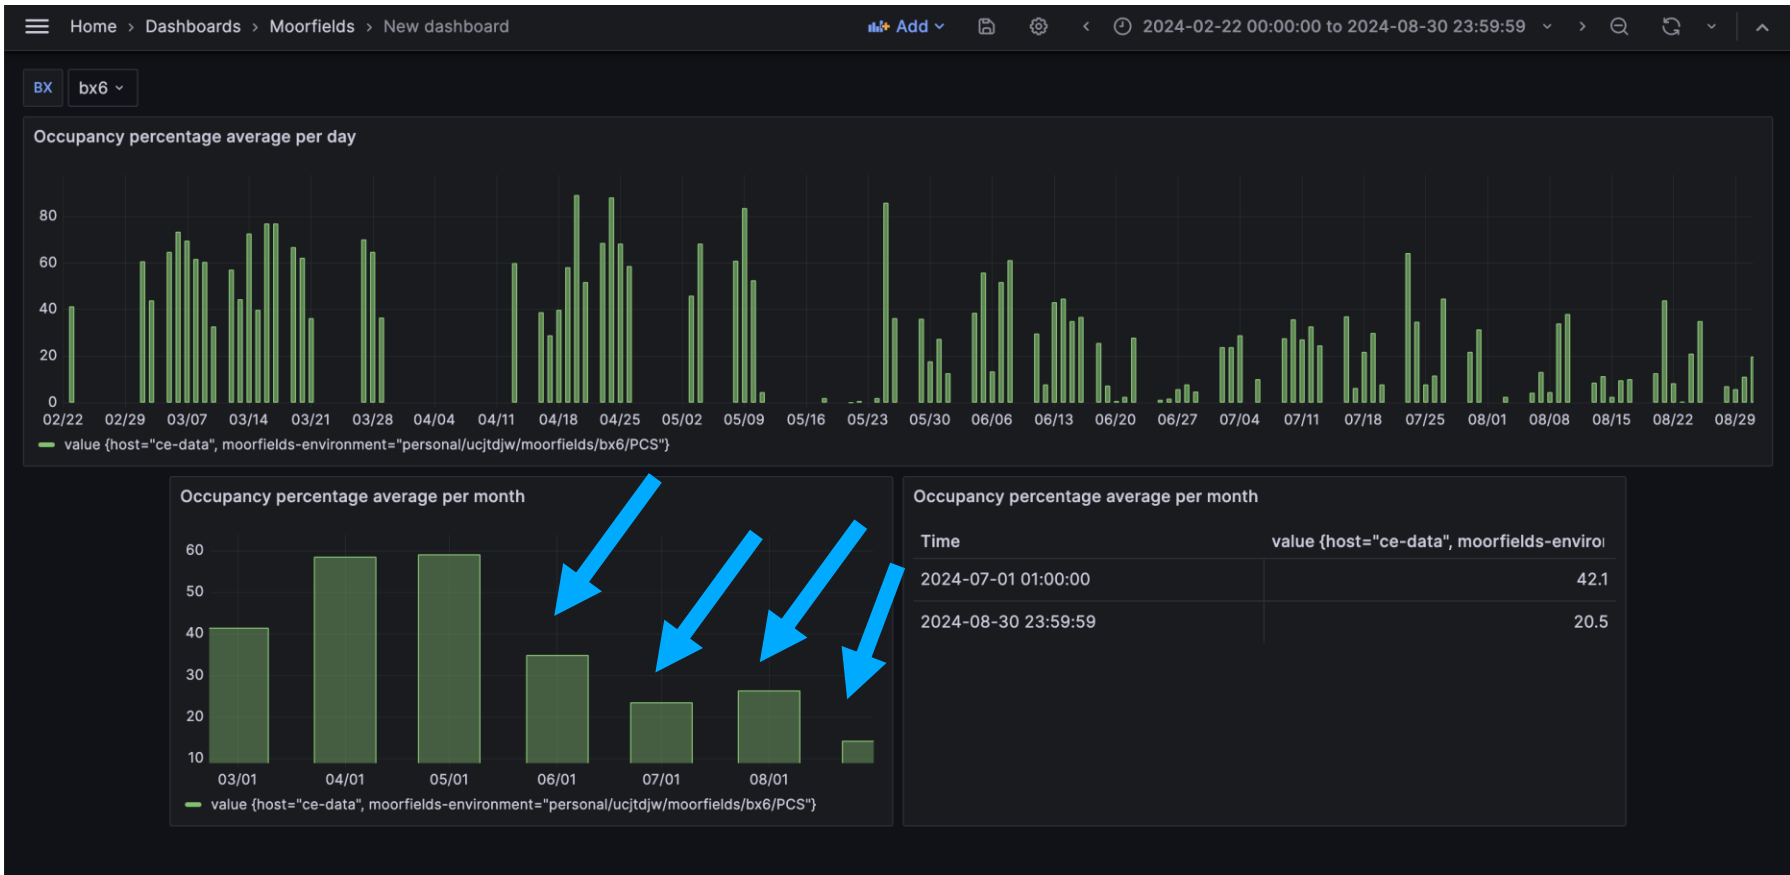 Home > Dashboards > Moorfields > New dashboard
Add
2024-02-22 00:00:00 to 2024-08-30 23:59:59
BX bx6
Occupancy percentage average per day
80
60
40
20
0
02/22 02/29 03/07 03/14 03/21 03/28 04/04 04/11 04/18 04/25 05/02 05/09 05/16 05/23 05/30 06/06 06/13 06/20 06/27 07/04 07/11 07/18 07/25 08/01 08/08 08/15 08/22 08/29
value {host="ce-data", moorfields-environment="personal/ucjtdjw/moorfields/bx6/PCS"}
Occupancy percentage average per month
60
50
40
30
20
10
03/01 04/01 05/01 06/01 07/01 08/01
value {host="ce-data", moorfields-environment="personal/ucjtdjw/moorfields/bx6/PCS"}
Occupancy percentage average per month
Time value {host="ce-data", moorfields-enviro
2024-07-01 01:00:00 42.1
2024-08-30 23:59:59 20.5